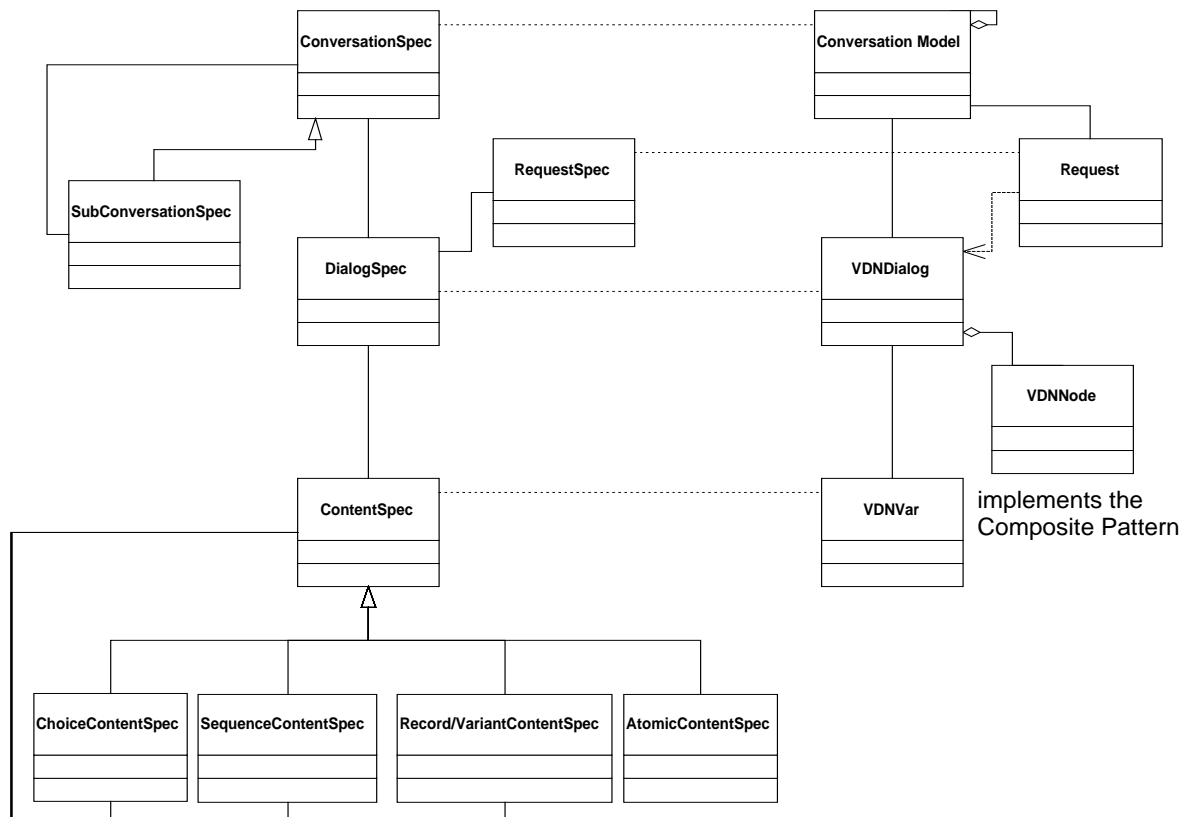 ConversationSpec
Conversation Model
RequestSpec
Request
SubConversationSpec
DialogSpec
VDNDialog
VDNNode
ContentSpec
VDNVar
implements the
Composite Pattern
ChoiceContentSpec
SequenceContentSpec
Record/VariantContentSpec
AtomicContentSpec